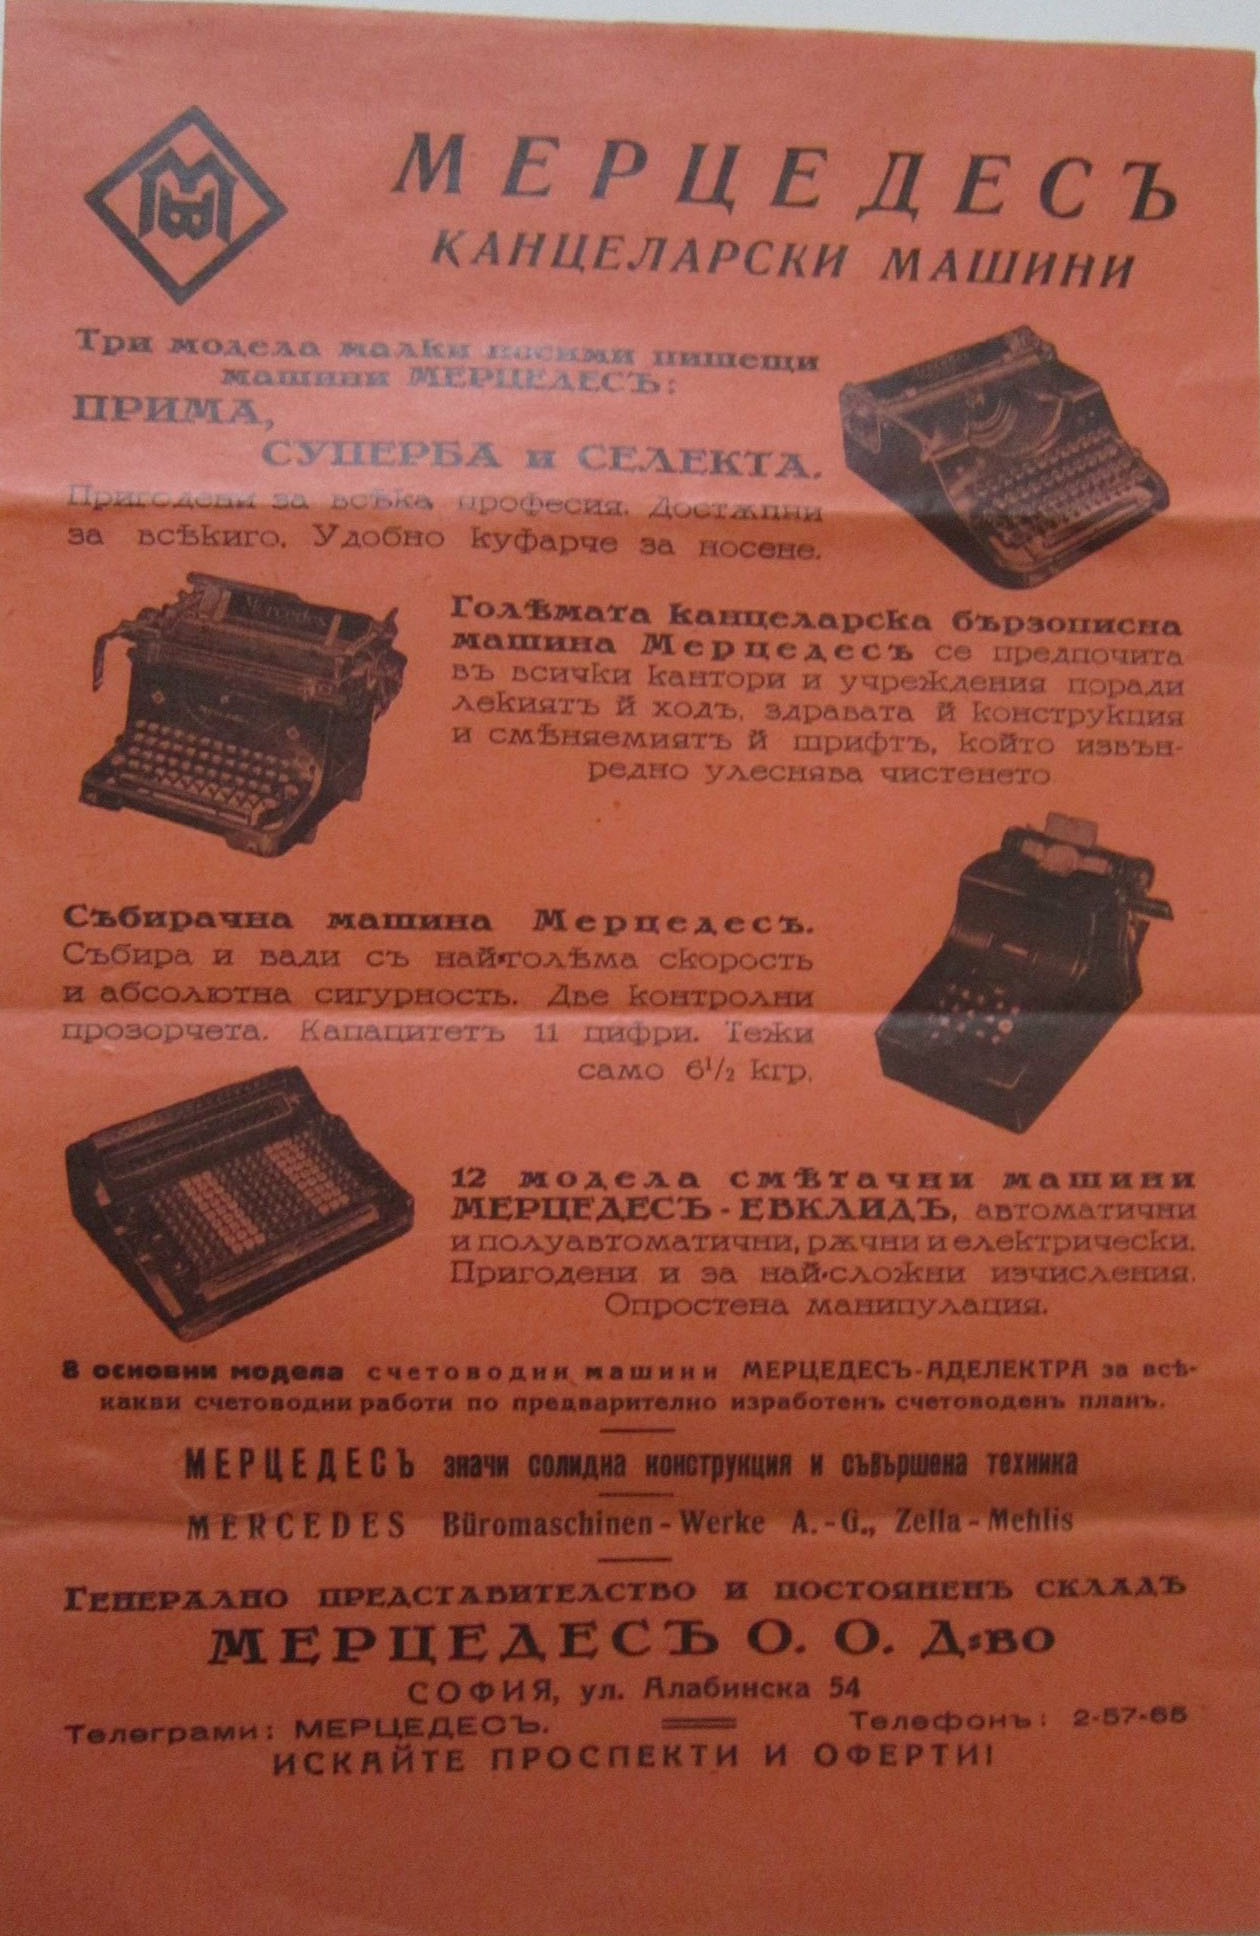 МЕРЦЕДЕСЪ
КАНЦЕЛАРСКИ МАШИНИ
Три модела малки носими пишещи
машини МЕРЦЕДЕСЪ:
ПРИМА,
СУПЕРБА и СЕЛЕКТА.
Пригодени за всѣка професия. Достѫпни
за всѣкиго. Удобно куфарче за носене.
Mercedes
Голѣмата канцеларска бързописна
машина Мерцедесъ се предпочита
въ всички кантори и учреждения поради
лекиятъ й ходъ, здравата й конструкция
и смѣняемиятъ й шрифтъ, който извън-
редно улеснява чистенето
Събирачна машина Мерцедесъ.
Събира и вади съ най-голѣма скорость
и абсолютна сигурность. Две контролни
прозорчета. Капацитетъ 11 цифри. Тежи
само 6½ кгр.
12 модела смѣтачни машини
МЕРЦЕДЕСЪ - ЕВКЛИДЪ, автоматични
и полуавтоматични, рѫчни и електрически.
Пригодени и за най-сложни изчисления.
Опростена манипулация.
8 основни модела счетоводни машини МЕРЦЕДЕСЪ-АДЕЛЕКТРА за всѣ-
какви счетоводни работи по предварително изработенъ счетоводенъ планъ.
МЕРЦЕДЕСЪ значи солидна конструкция и съвършена техника
MERCEDES Büromaschinen - Werke A. - G., Zella - Mehlis
Генерално представителство и постояненъ складъ
МЕРЦЕДЕСЪ О. О. Д-во
СОФИЯ, ул. Алабинска 54
Телеграми: МЕРЦЕДЕСЪ. Телефонъ: 2-57-65
ИСКАЙТЕ ПРОСПЕКТИ И ОФЕРТИ!